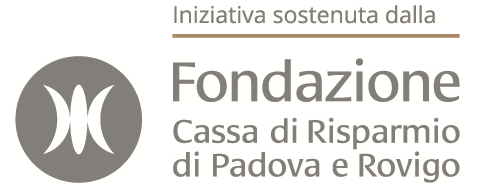 Iniziativa sostenuta dalla
Fondazione
Cassa di Risparmio
di Padova e Rovigo